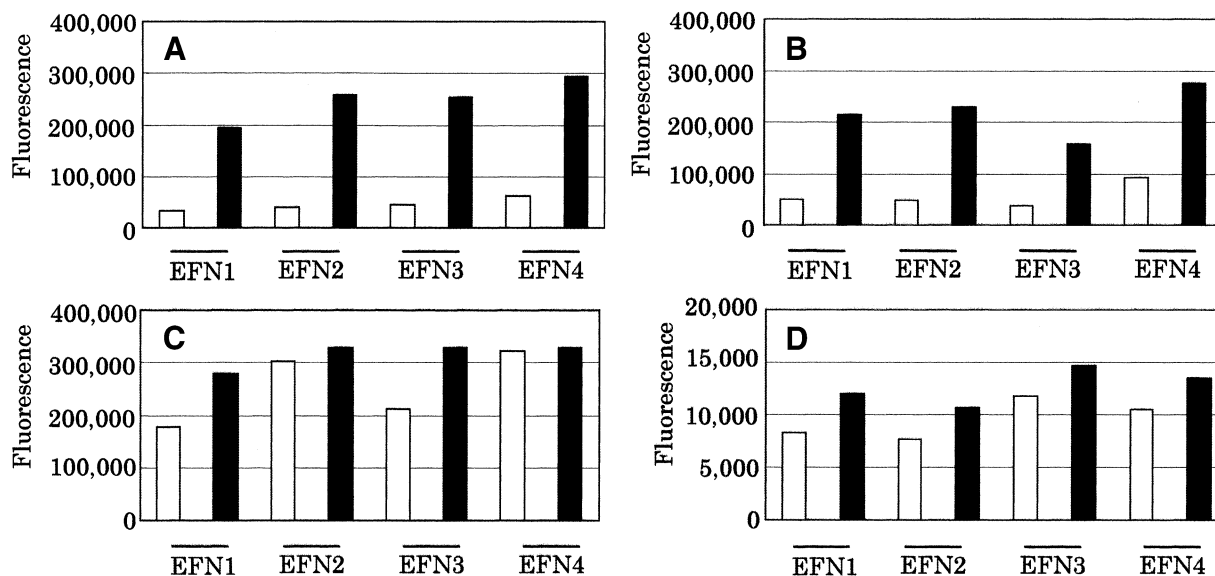 A
Fluorescence
400,000
300,000
200,000
100,000
0
EFN1 EFN2 EFN3 EFN4
B
Fluorescence
400,000
300,000
200,000
100,000
0
EFN1 EFN2 EFN3 EFN4
C
Fluorescence
400,000
300,000
200,000
100,000
0
EFN1 EFN2 EFN3 EFN4
D
Fluorescence
20,000
15,000
10,000
5,000
0
EFN1 EFN2 EFN3 EFN4